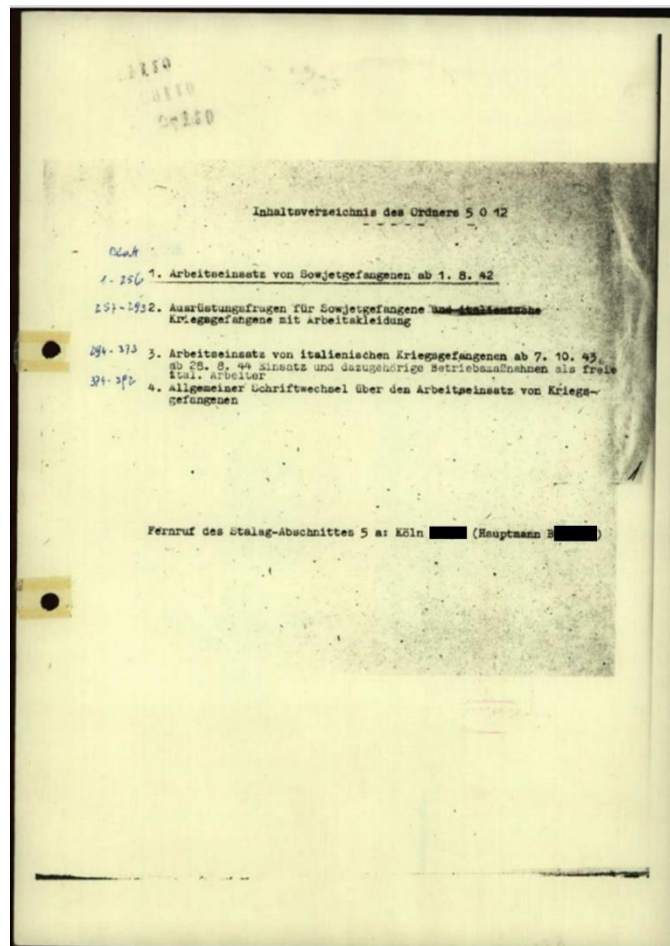 Inhaltsverzeichnis des Ordners 5 0 12
Blatt
1-256 1. Arbeitseinsatz von Sowjetgefangenen ab 1. 8. 42
257-293 2. Ausrüstungsfragen für Sowjetgefangene und italienische
Kriegsgefangene mit Arbeitskleidung
294-373 3. Arbeitseinsatz von italienischen Kriegsgefangenen ab 7. 10. 43,
ab 28. 8. 44 Einsatz und dazugehörige Betriebsmaßnahmen als freie
ital. Arbeiter
374-392 4. Allgemeiner Schriftwechsel über den Arbeitseinsatz von Kriegs-
gefangenen
1
Fernruf des Stalag-Abschnittes 5 a: Köln (Hauptmann B )